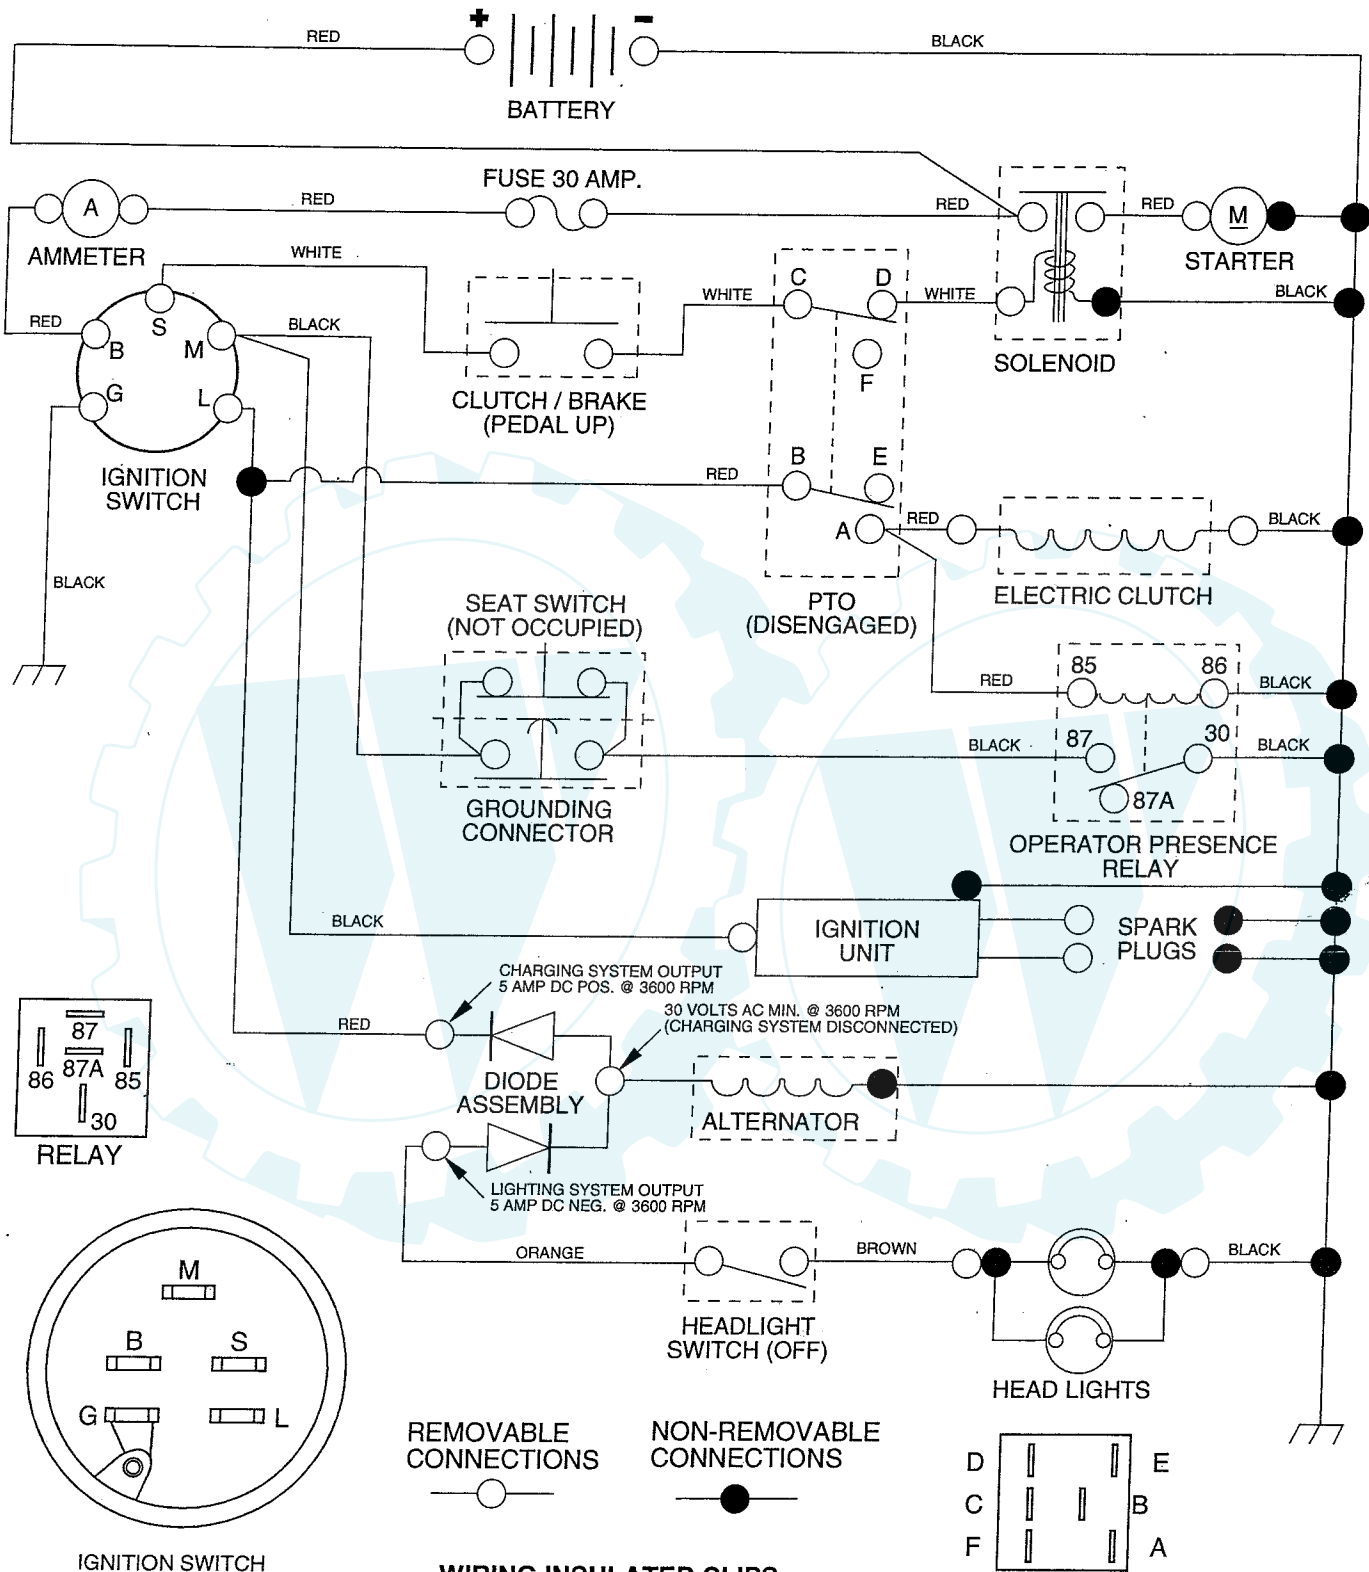 + -
RED
BLACK
BATTERY
FUSE 30 AMP.
A
RED
RED
RED
M
AMMETER
STARTER
WHITE
C
D
S
RED
B
M
BLACK
WHITE
WHITE
BLACK
F
SOLENOID
G
L
CLUTCH / BRAKE
(PEDAL UP)
B
E
IGNITION
SWITCH
RED
A
RED
BLACK
BLACK
PTO
(DISENGAGED)
ELECTRIC CLUTCH
SEAT SWITCH
(NOT OCCUPIED)
85
86
RED
BLACK
BLACK
87
30
BLACK
87A
GROUNDING
CONNECTOR
OPERATOR PRESENCE
RELAY
BLACK
IGNITION
UNIT
SPARK
PLUGS
CHARGING SYSTEM OUTPUT
5 AMP DC POS. @ 3600 RPM
30 VOLTS AC MIN. @ 3600 RPM
(CHARGING SYSTEM DISCONNECTED)
RED
87
86
87A
85
30
RELAY
DIODE
ASSEMBLY
ALTERNATOR
LIGHTING SYSTEM OUTPUT
5 AMP DC NEG. @ 3600 RPM
ORANGE
BROWN
BLACK
HEADLIGHT
SWITCH (OFF)
HEAD LIGHTS
M
B
S
G
L
IGNITION SWITCH
REMOVABLE
CONNECTIONS
NON-REMOVABLE
CONNECTIONS
D
E
C
B
F
A
WIRING INSULATED CLIPS